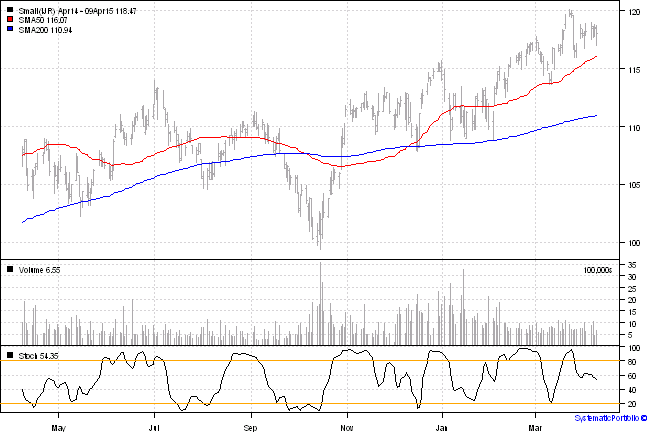 Small(IJR) Apr14 - 09Apr15 118.47
SMA50 116.07
SMA200 110.94
120
115
110
105
100
Volume 6.55
100,000s
35
30
25
20
15
10
5
Stoch 54.35
100
80
60
40
20
May Jul Sep Nov Jan Mar
SystematicPortfolio ©